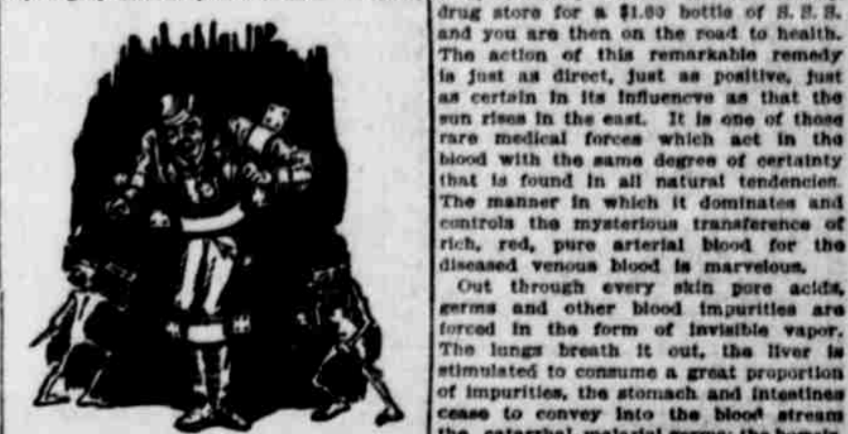 drug store for a $1.00 bottle of S. S. S.
and you are then on the road to health.
The action of this remarkable remedy
is just as direct, just as positive, just
as certain in its influencve as that the
sun rises in the east. It is one of those
rare medical forces which act in the
blood with the same degree of certainty
that is found in all natural tendencies.
The manner in which it dominates and
controls the mysterious transference of
rich, red, pure arterial blood for the
diseased venous blood is marvelous.
Out through every skin pore acids,
germs and other blood impurities are
forced in the form of invisible vapor.
The lungs breath it out, the liver is
stimulated to consume a great proportion
of impurities, the stomach and intestines
cease to convey into the blood stream
the catarrhal material germs; the bowels,